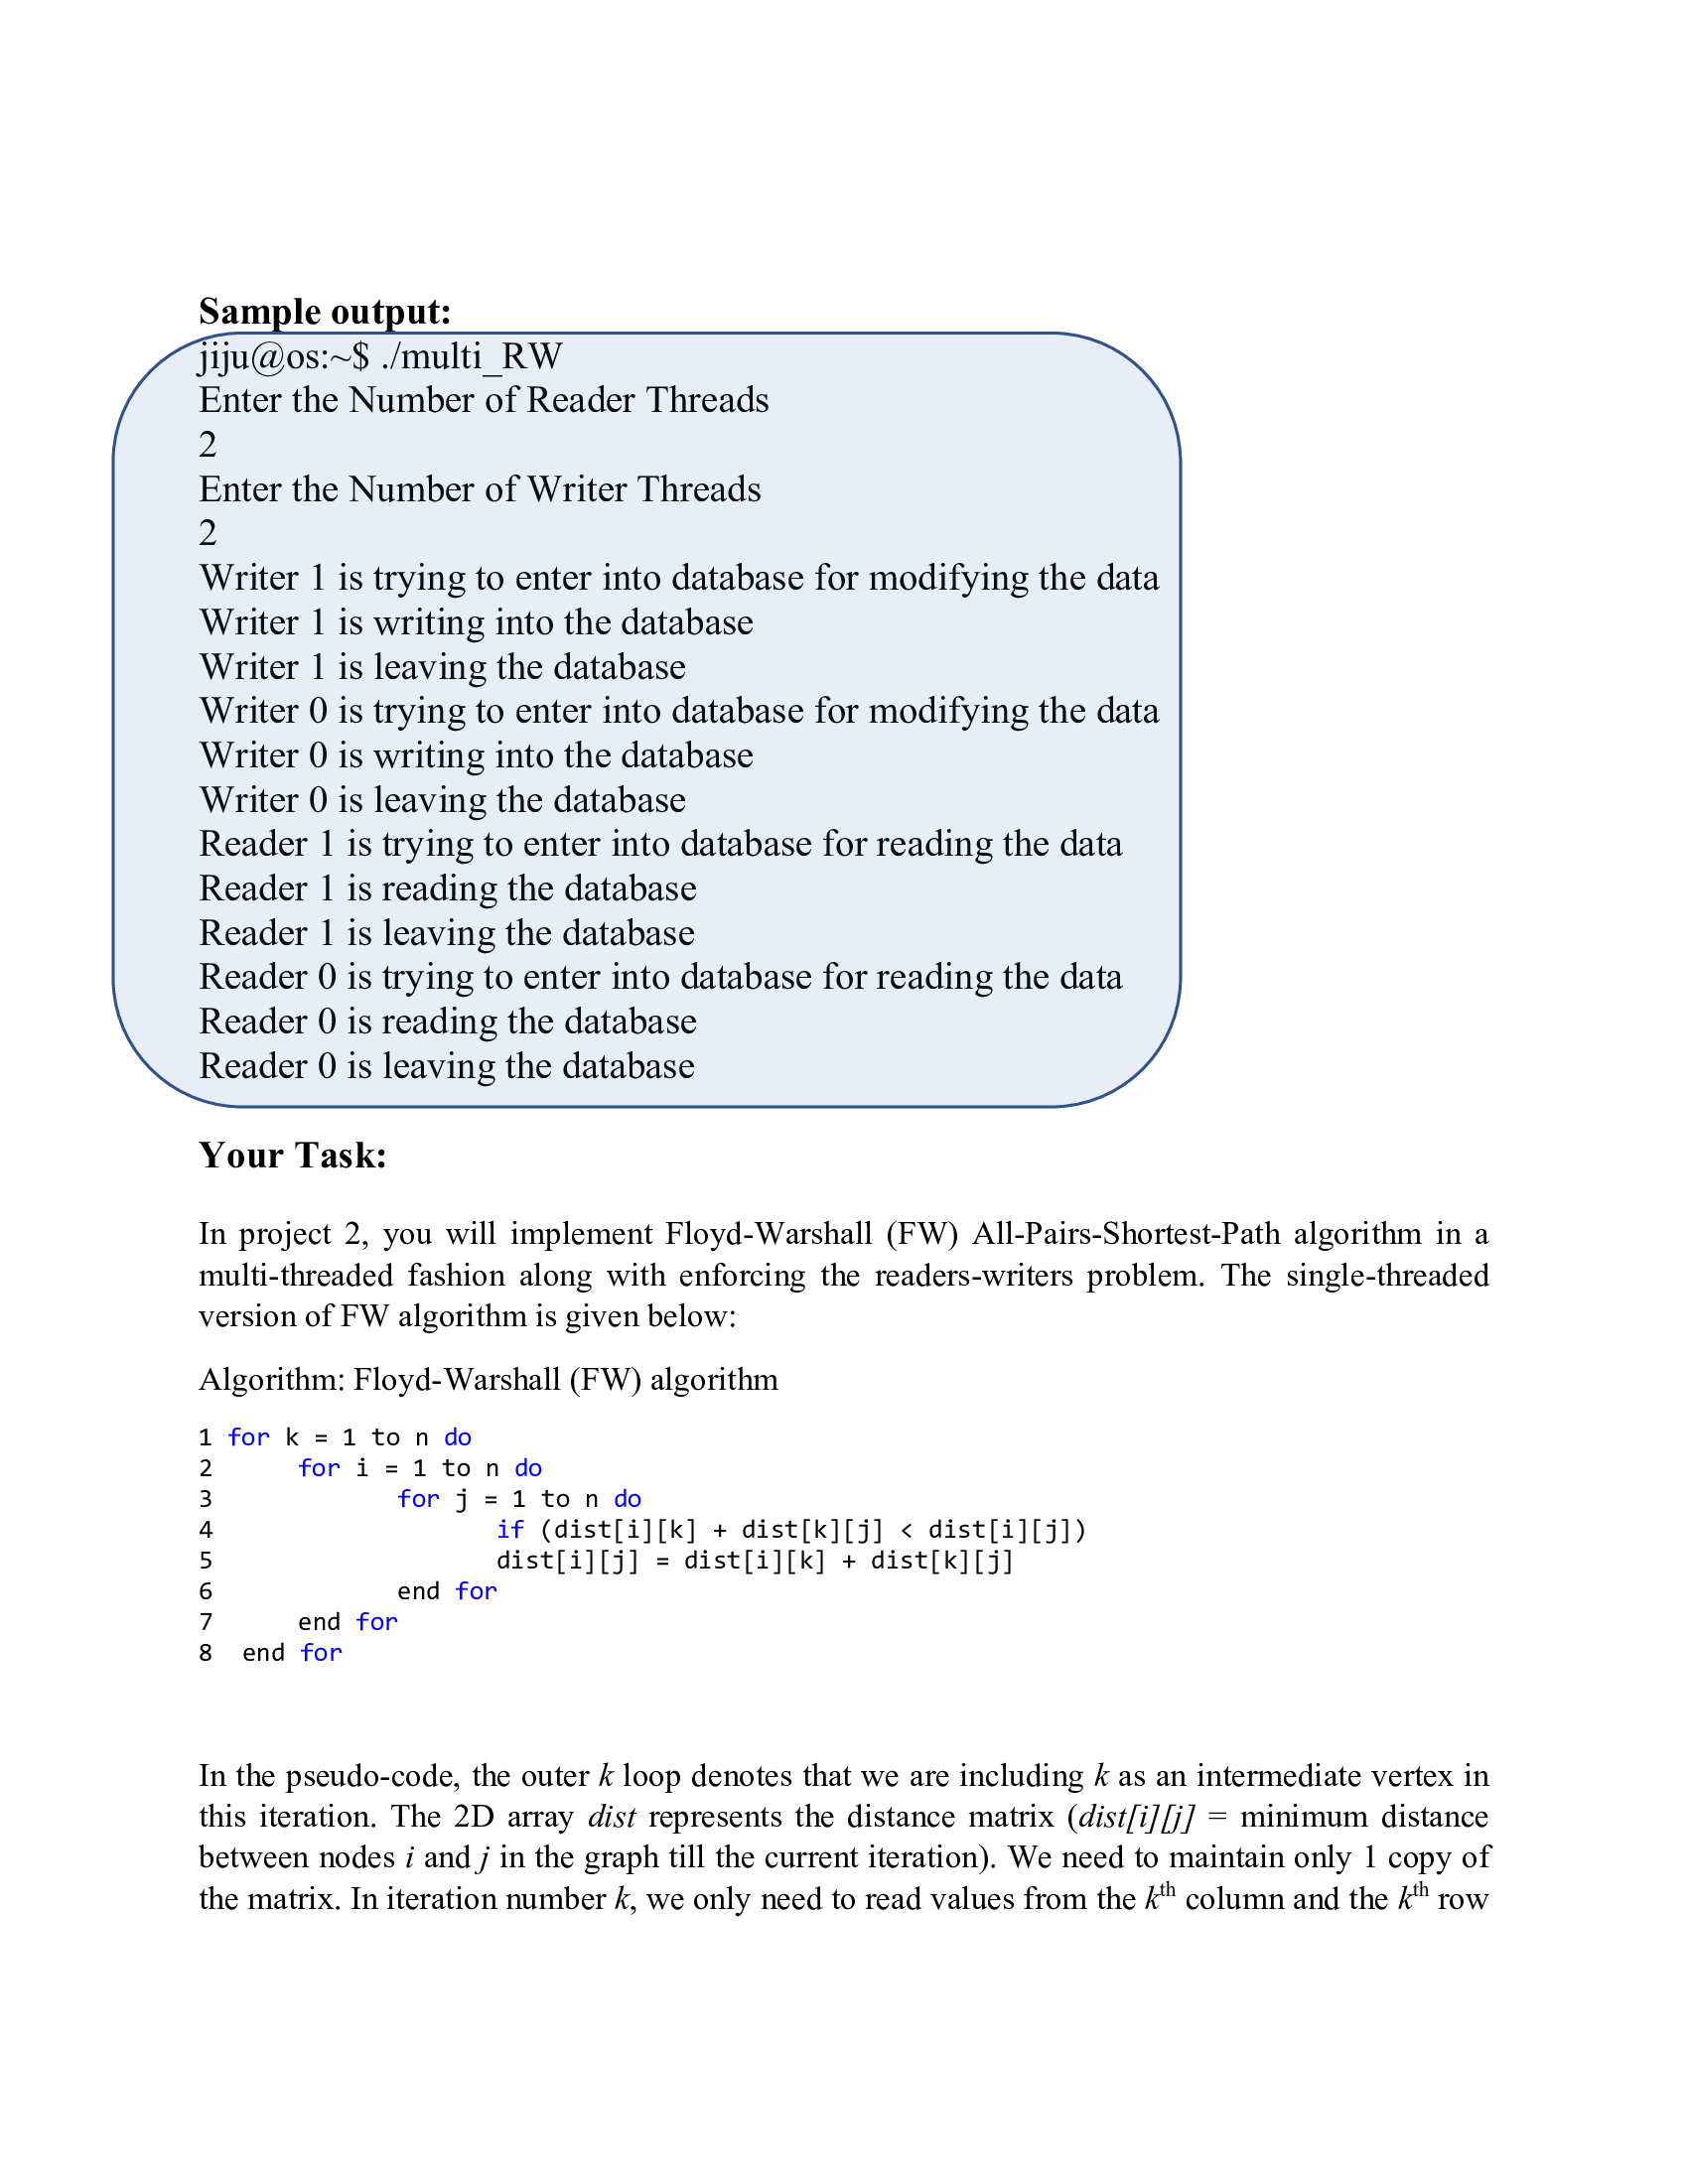 Sample output:
jiju@os:~$ ./multi_RW
Enter the Number of Reader Threads
2
Enter the Number of Writer Threads
2
Writer 1 is trying to enter into database for modifying the data
Writer 1 is writing into the database
Writer 1 is leaving the database
Writer 0 is trying to enter into database for modifying the data
Writer 0 is writing into the database
Writer 0 is leaving the database
Reader 1 is trying to enter into database for reading the data
Reader 1 is reading the database
Reader 1 is leaving the database
Reader 0 is trying to enter into database for reading the data
Reader 0 is reading the database
Reader 0 is leaving the database
Your Task:
In project 2, you will implement Floyd-Warshall (FW) All-Pairs-Shortest-Path algorithm in a
multi-threaded fashion along with enforcing the readers-writers problem. The single-threaded
version of FW algorithm is given below:
Algorithm: Floyd-Warshall (FW) algorithm
1 for k = 1 to n do
2 for i = 1 to n do
3 for j = 1 to n do
4 if (dist[i][k] + dist[k][j] < dist[i][j])
5 dist[i][j] = dist[i][k] + dist[k][j]
6 end for
7 end for
8 end for
In the pseudo-code, the outer k loop denotes that we are including k as an intermediate vertex in
this iteration. The 2D array dist represents the distance matrix (dist[i][j] = minimum distance
between nodes i and j in the graph till the current iteration). We need to maintain only 1 copy of
the matrix. In iteration number k, we only need to read values from the kth column and the kth row